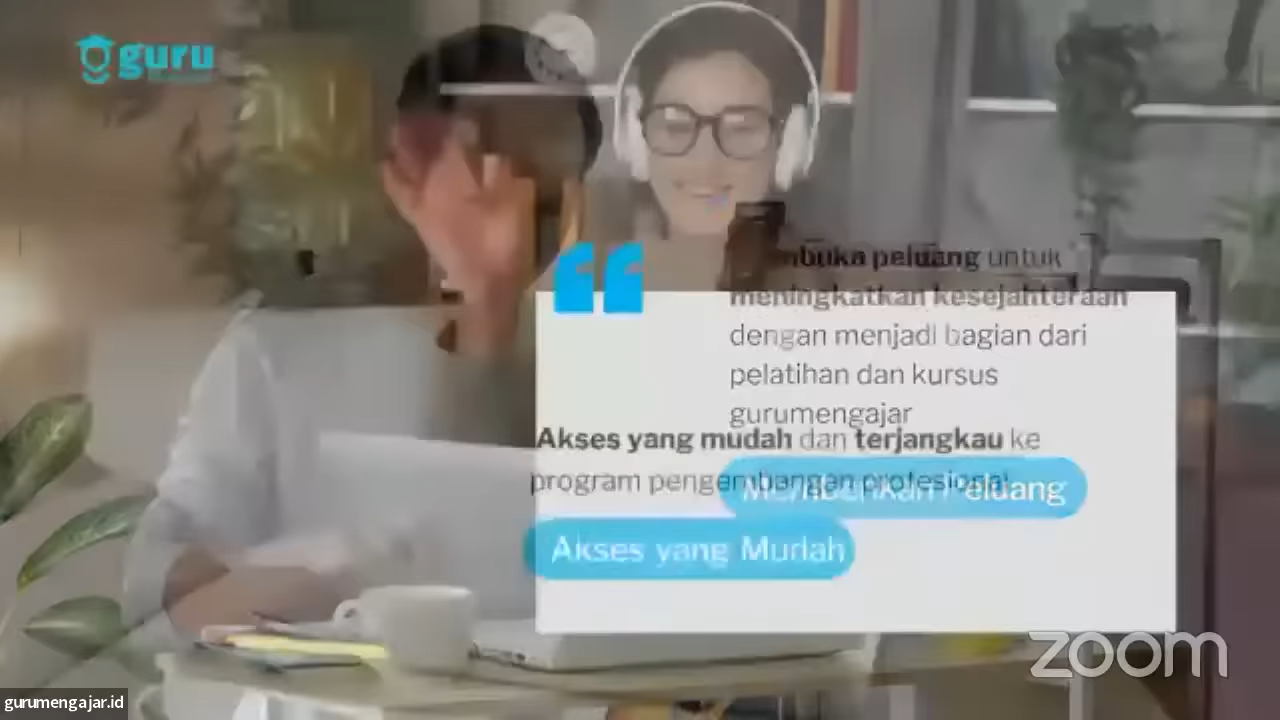 guru
buka peluang untuk
meningkatkan kesejahteraan
dengan menjadi bagian dari
pelatihan dan kursus
gurumengajar
Akses yang mudah dan terjangkau ke
program pengembangan profesional
Memberikan Peluang
Akses yang Mudah
zoom
gurumengajar.id